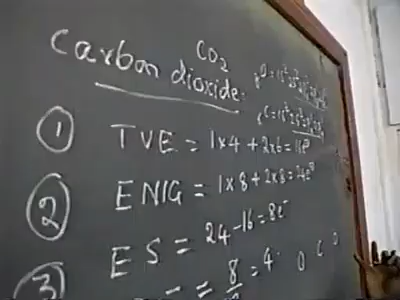 CO2
Carbon dioxide:
1 TVE = 1x4 + 2x6 = 16e⊖
2 ENIG = 1x8 + 2x8 = 24e⊖
ES = 24-16 = 8e-
3 = 8 = 4 O C O